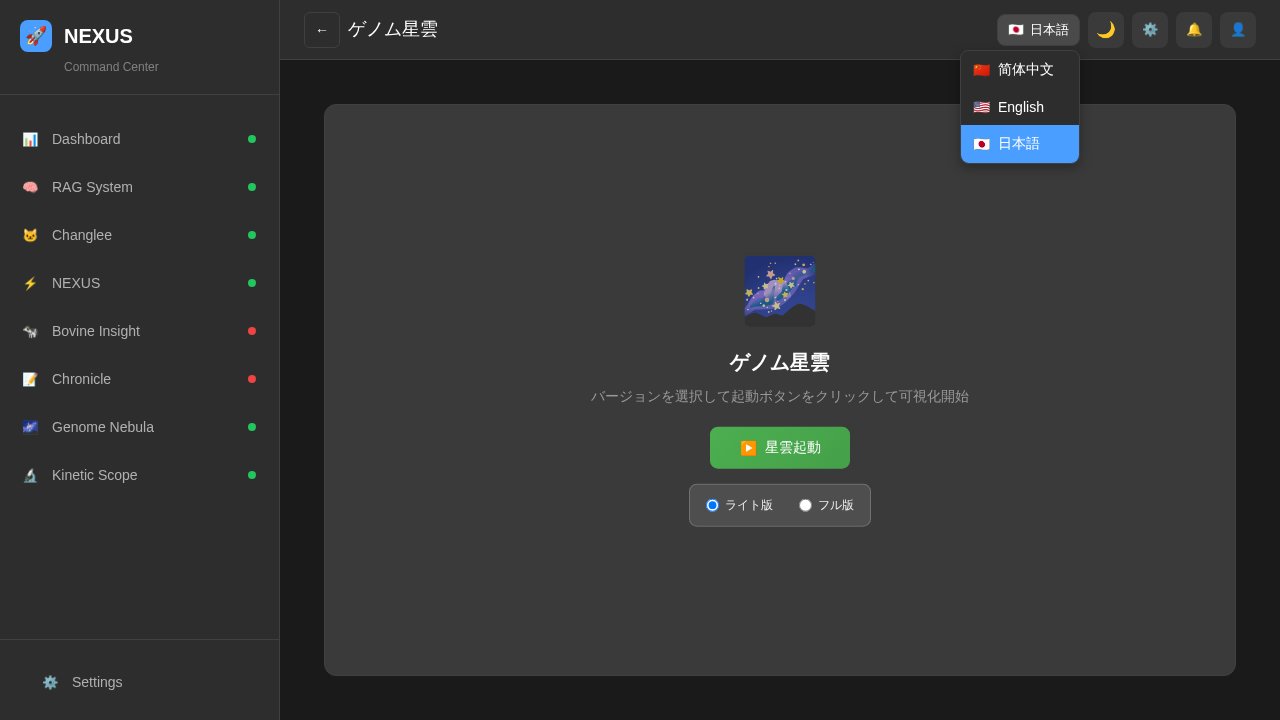 NEXUS
Command Center
Dashboard
RAG System
Changlee
NEXUS
Bovine Insight
Chronicle
Genome Nebula
Kinetic Scope
Settings
← ゲノム星雲
日本語
简体中文
English
日本語
ゲノム星雲
バージョンを選択して起動ボタンをクリックして可視化開始
星雲起動
ライト版 フル版